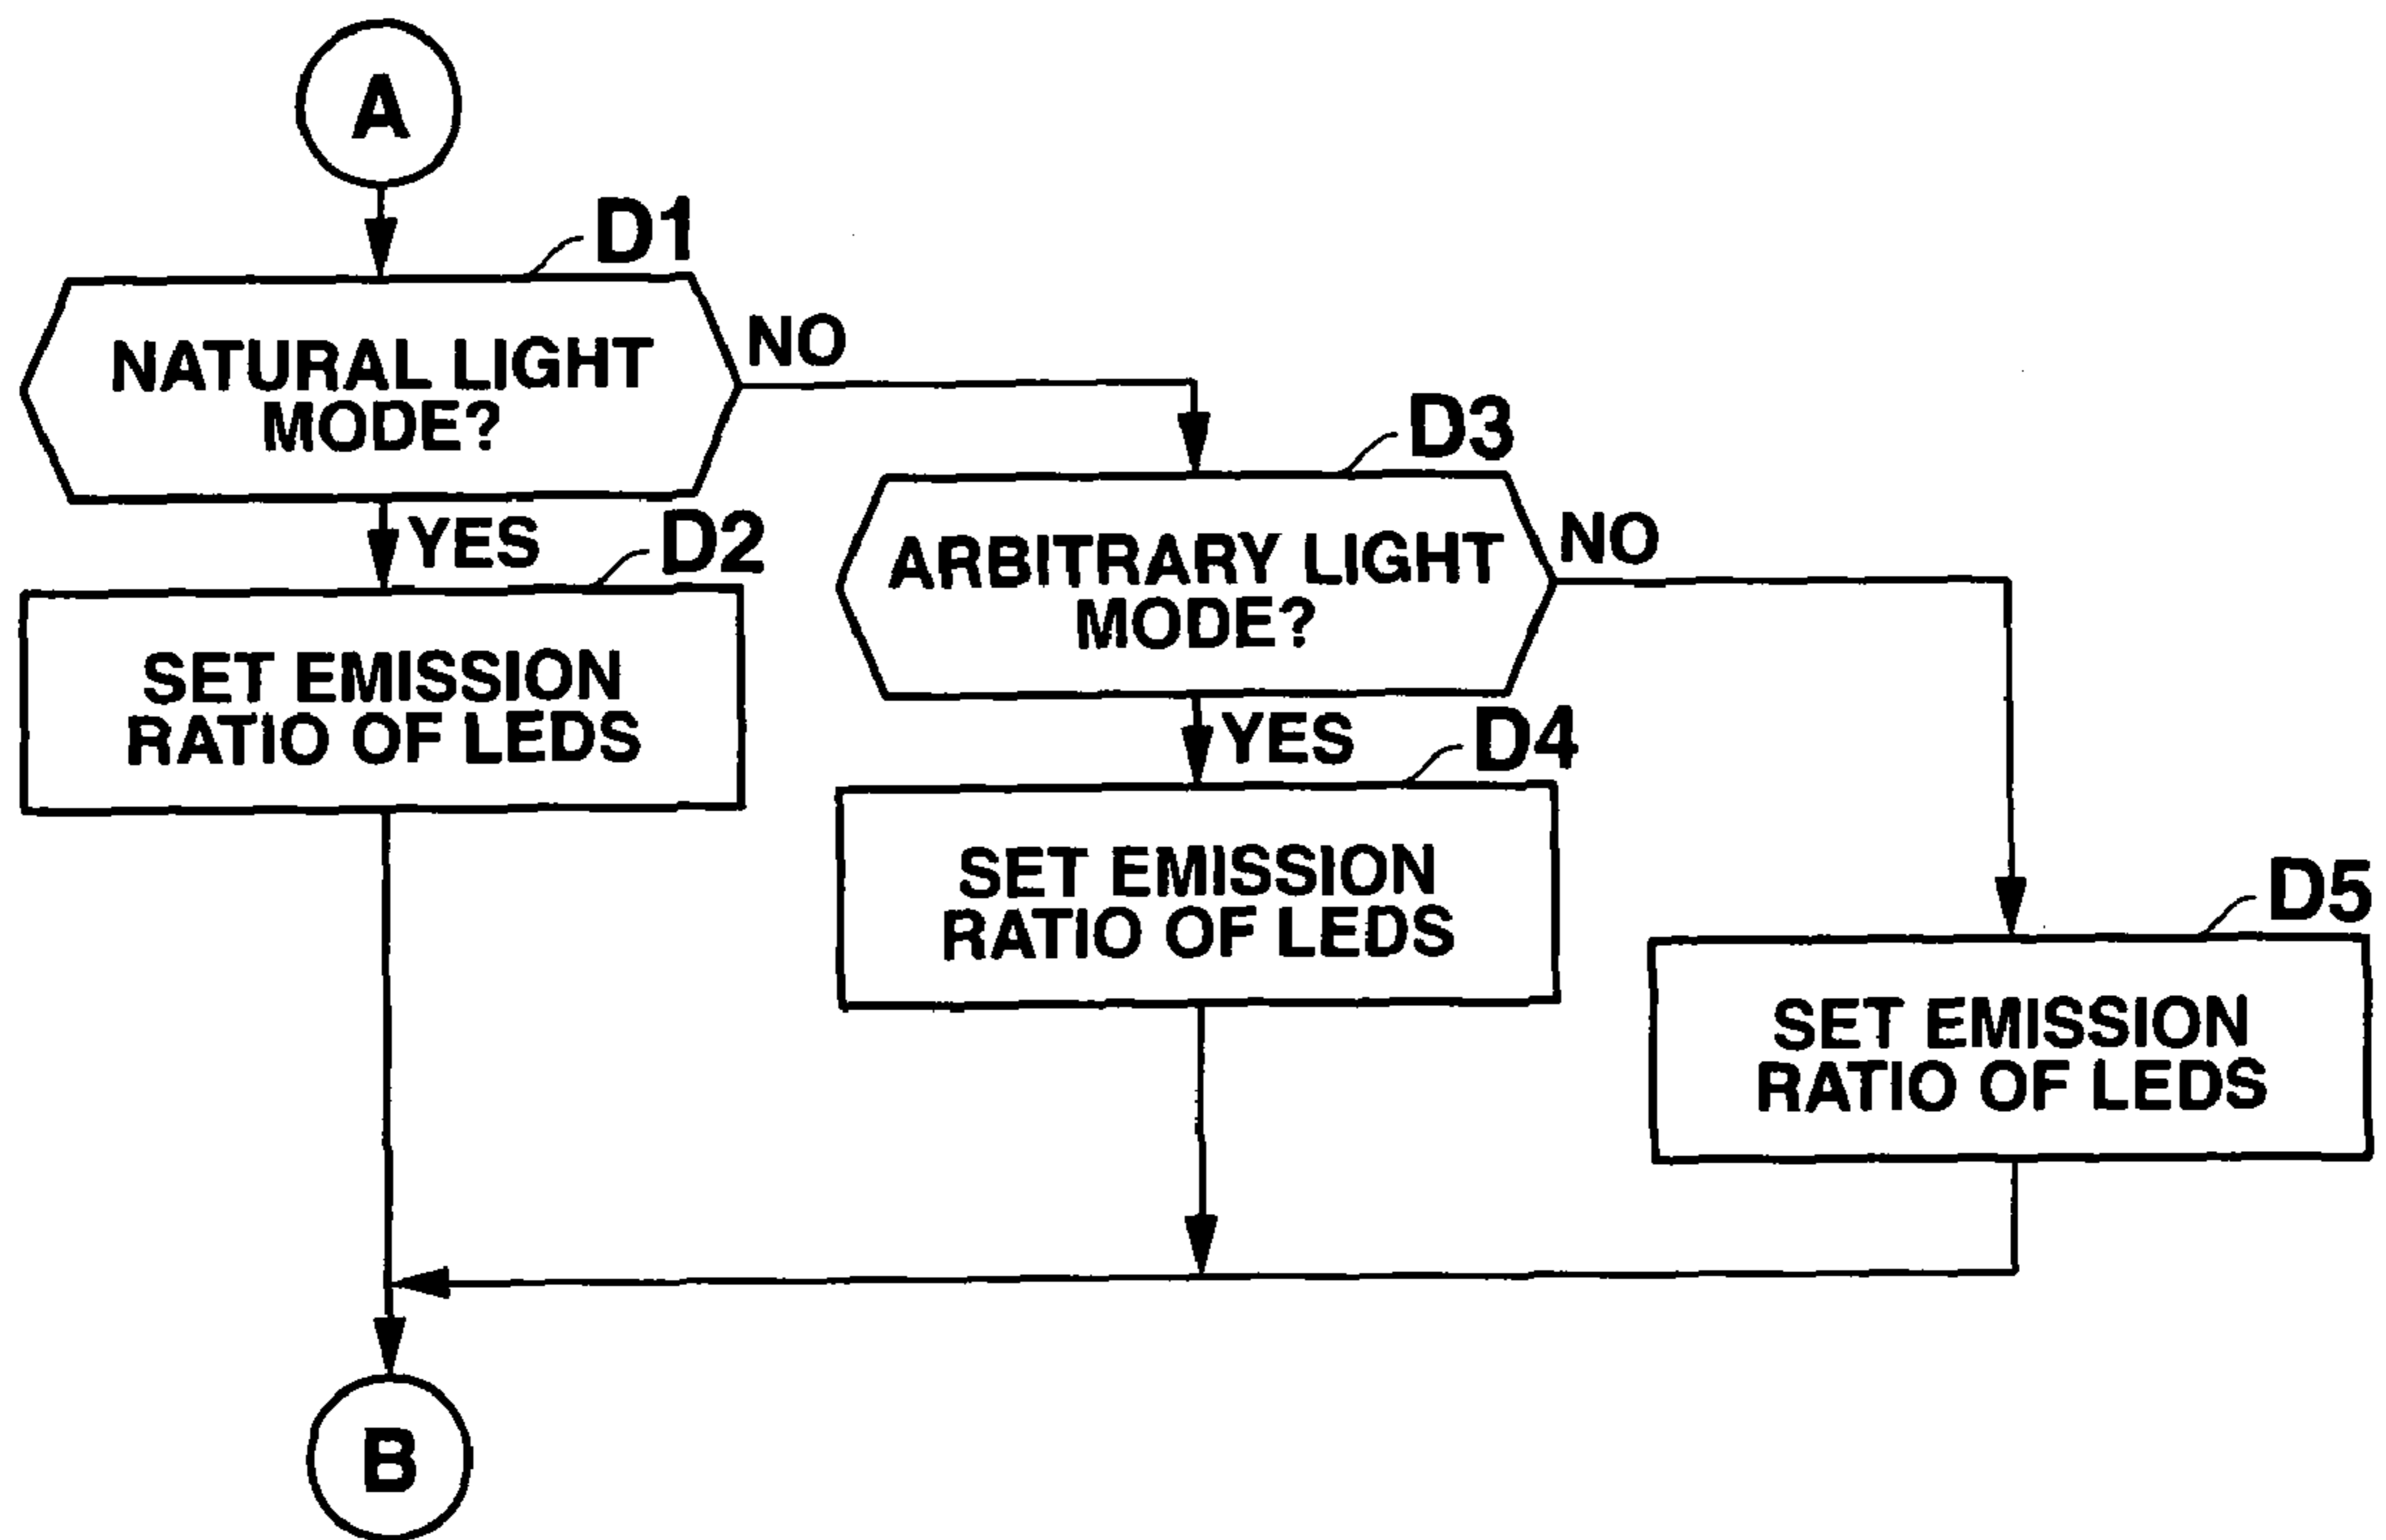 A
D1
NATURAL LIGHT
MODE?
NO
YES
D2
SET EMISSION
RATIO OF LEDS
D3
ARBITRARY LIGHT
MODE?
NO
YES
D4
SET EMISSION
RATIO OF LEDS
D5
SET EMISSION
RATIO OF LEDS
B